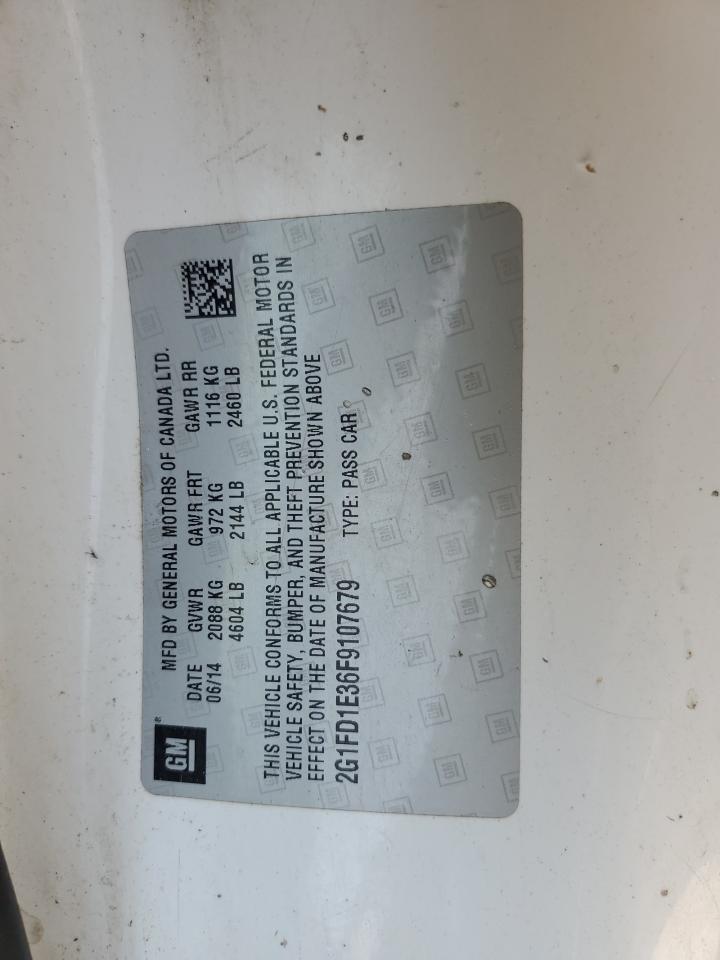 GM®
MFD BY GENERAL MOTORS OF CANADA LTD.
DATE GVWR GAWR FRT GAWR RR
06/14 2088 KG 972 KG 1116 KG
4604 LB 2144 LB 2460 LB
THIS VEHICLE CONFORMS TO ALL APPLICABLE U.S. FEDERAL MOTOR
VEHICLE SAFETY, BUMPER, AND THEFT PREVENTION STANDARDS IN
EFFECT ON THE DATE OF MANUFACTURE SHOWN ABOVE
2G1FD1E36F9107679 TYPE: PASS CAR